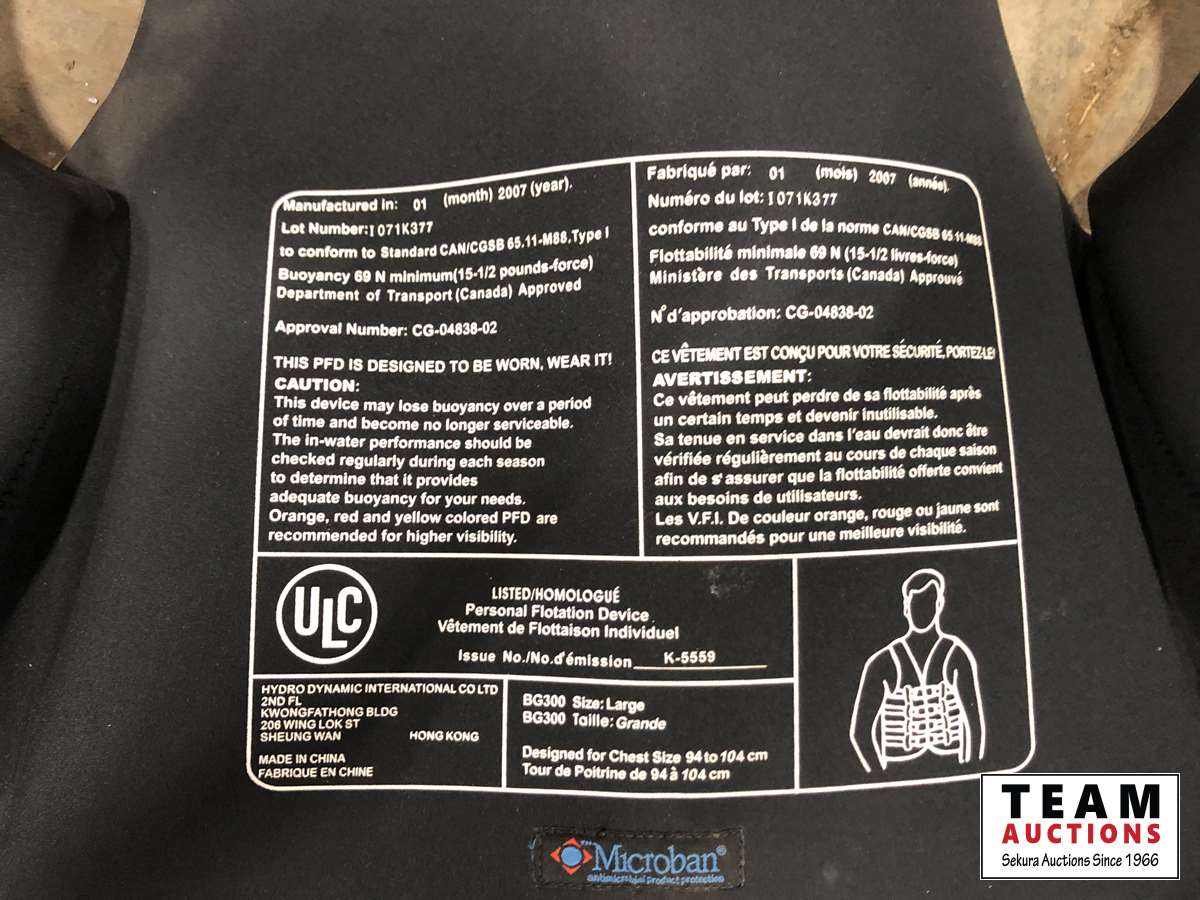 Manufactured in: 01 (month) 2007 (year).
Lot Number: I071K377
to conform to Standard CAN/CGSB 65.11-M88,Type I
Buoyancy 69 N minimum(15-1/2 pounds-force)
Department of Transport (Canada) Approved
Approval Number: CG-04838-02
THIS PFD IS DESIGNED TO BE WORN, WEAR IT!
CAUTION:
This device may lose buoyancy over a period
of time and become no longer serviceable.
The in-water performance should be
checked regularly during each season
to determine that it provides
adequate buoyancy for your needs.
Orange, red and yellow colored PFD are
recommended for higher visibility.
Fabriqué par: 01 (mois) 2007 (année).
Numéro du lot: I071K377
conforme au Type I de la norme CAN/CGSB 65.11-M88
Flottabilité minimale 69 N (15-1/2 livres-force)
Ministère des Transports (Canada) Approuvé
N°d'approbation: CG-04838-02
CE VÊTEMENT EST CONÇU POUR VOTRE SÉCURITÉ, PORTEZ-LE!
AVERTISSEMENT:
Ce vêtement peut perdre de sa flottabilité après
un certain temps et devenir inutilisable.
Sa tenue en service dans l'eau devrait donc être
vérifiée régulièrement au cours de chaque saison
afin de s'assurer que la flottabilité offerte convient
aux besoins de utilisateurs.
Les V.F.I. De couleur orange, rouge ou jaune sont
recommandés pour une meilleure visibilité.
ULC
LISTED/HOMOLOGUÉ
Personal Flotation Device
Vêtement de Flottaison Individuel
Issue No./No.d'émission K-5559
HYDRO DYNAMIC INTERNATIONAL CO LTD
2ND FL
KWONGFATHONG BLDG
206 WING LOK ST
SHEUNG WAN HONG KONG
MADE IN CHINA
FABRIQUE EN CHINE
BG300 Size: Large
BG300 Taille: Grande
Designed for Chest Size 94 to 104 cm
Tour de Poitrine de 94 à 104 cm
Microban®
antimicrobial product protection
TEAM
AUCTIONS
Sekura Auctions Since 1966